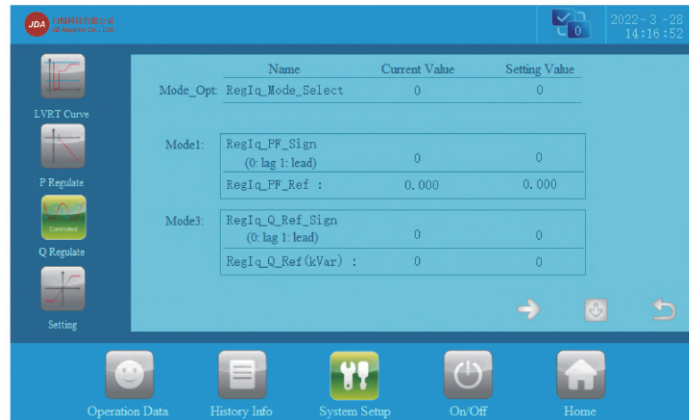 JDA
2022-3-28
14:16:52
0
Name Current Value Setting Value
Mode_Opt: RegIq_Mode_Select 0 0
LVRT Curve
Mode1: RegIq_PF_Sign
(0: lag 1: lead) 0 0
RegIq_PF_Ref : 0.000 0.000
P Regulate
Mode3: RegIq_Q_Ref_Sign
(0: lag 1: lead) 0 0
RegIq_Q_Ref(kVar) : 0 0
Controlled
Q Regulate
Setting
Operation Data History Info System Setup On/Off Home